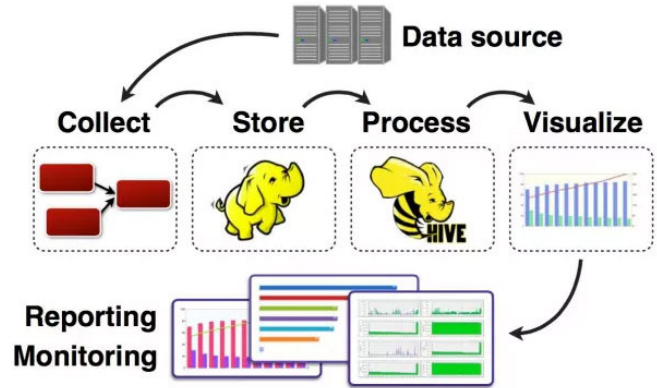 Data source
Collect
Store
Process
Visualize
HIVE
Reporting
Monitoring